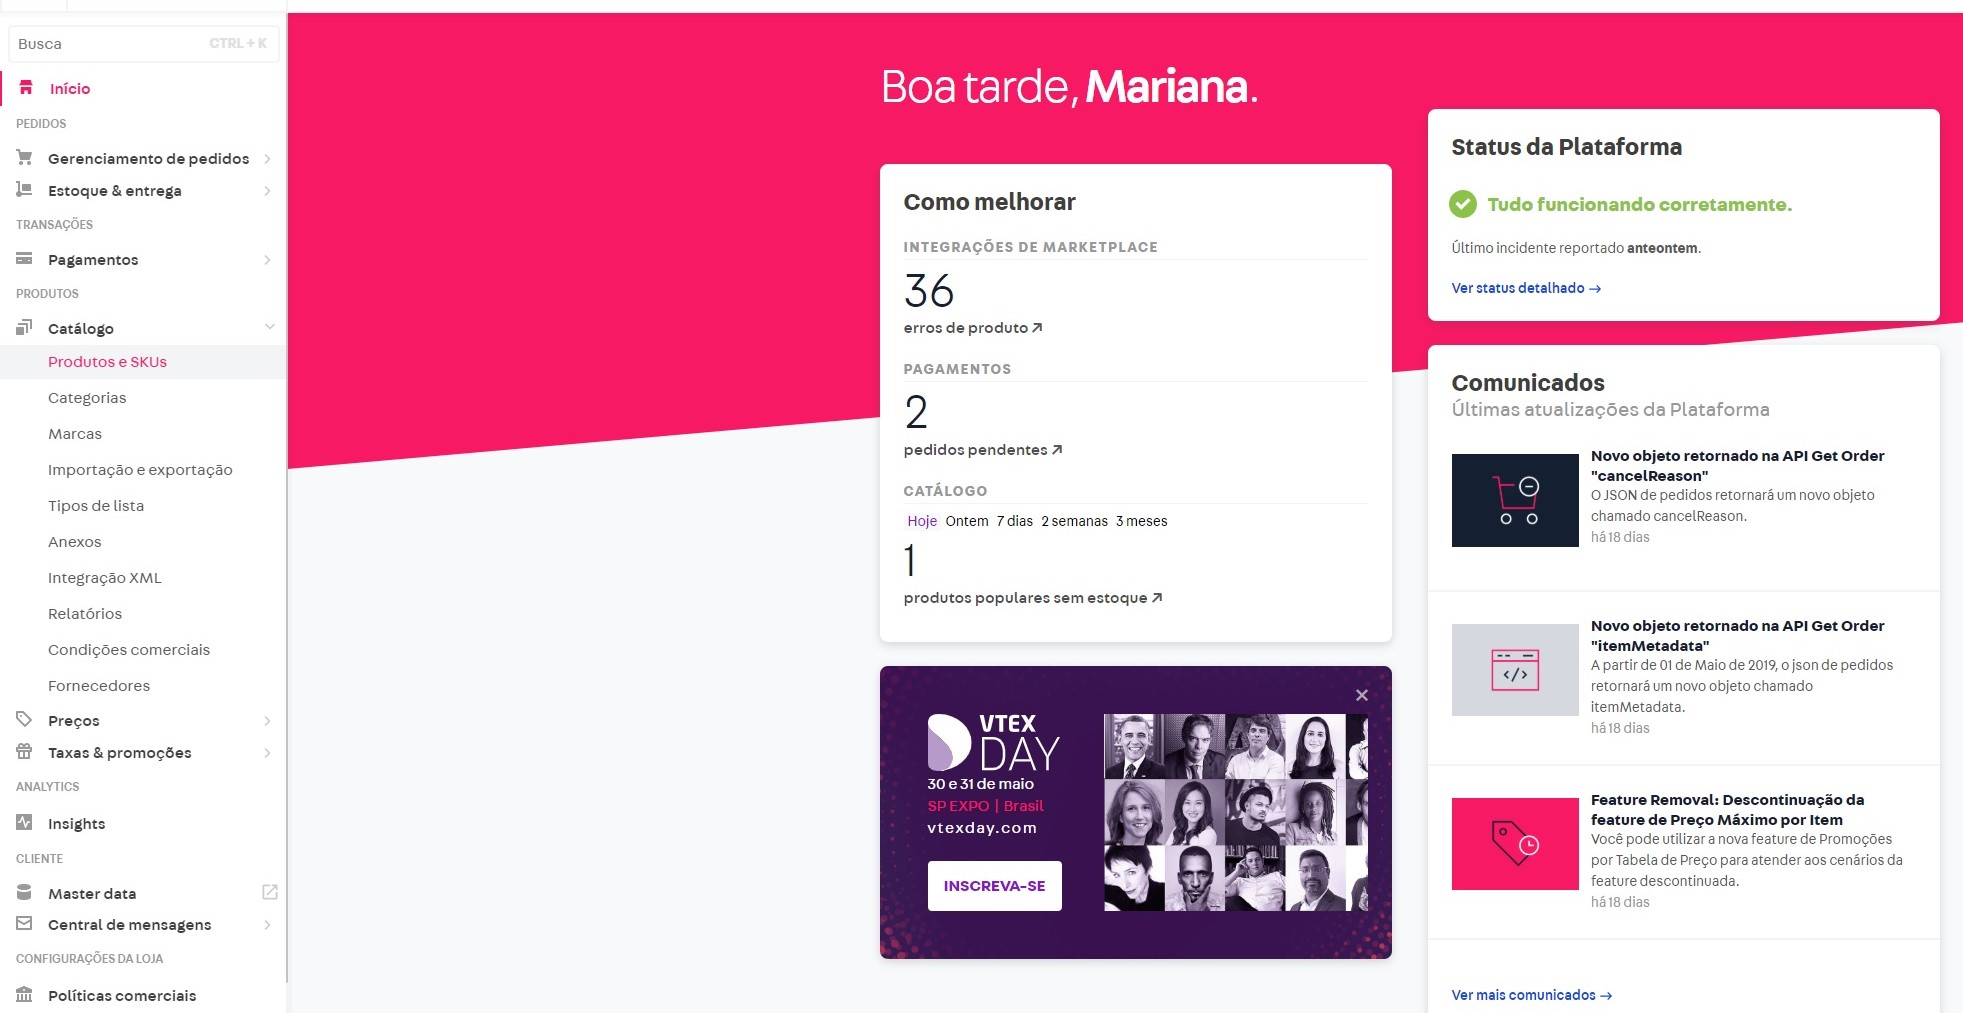 Busca
CTRL + K
Início
PEDIDOS
Gerenciamento de pedidos
Estoque & entrega
TRANSAÇÕES
Pagamentos
PRODUTOS
Catálogo
Produtos e SKUs
Categorias
Marcas
Importação e exportação
Tipos de lista
Anexos
Integração XML
Relatórios
Condições comerciais
Fornecedores
Preços
Taxas & promoções
ANALYTICS
Insights
CLIENTE
Master data
Central de mensagens
CONFIGURAÇÕES DA LOJA
Políticas comerciais
Boa tarde, Mariana.
Como melhorar
INTEGRAÇÕES DE MARKETPLACE
36
erros de produto
PAGAMENTOS
2
pedidos pendentes
CATÁLOGO
Hoje Ontem 7 dias 2 semanas 3 meses
1
produtos populares sem estoque
VTEX
DAY
30 e 31 de maio
SP EXPO | Brasil
vtexday.com
INSCREVA-SE
Status da Plataforma
Tudo funcionando corretamente.
Último incidente reportado anteontem.
Ver status detalhado →
Comunicados
Últimas atualizações da Plataforma
Novo objeto retornado na API Get Order
"cancelReason"
O JSON de pedidos retornará um novo objeto
chamado cancelReason.
há 18 dias
</>
Novo objeto retornado na API Get Order
"itemMetadata"
A partir de 01 de Maio de 2019, o json de pedidos
retornará um novo objeto chamado
itemMetadata.
há 18 dias
Feature Removal: Descontinuação da
feature de Preço Máximo por Item
Você pode utilizar a nova feature de Promoções
por Tabela de Preço para atender aos cenários da
feature descontinuada.
há 18 dias
Ver mais comunicados →